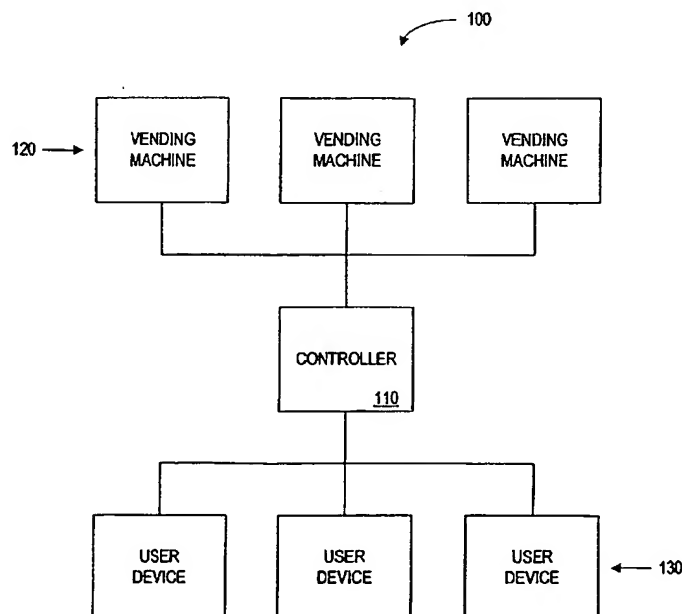 100
120
VENDING
MACHINE
VENDING
MACHINE
VENDING
MACHINE
CONTROLLER
110
USER
DEVICE
USER
DEVICE
USER
DEVICE
130